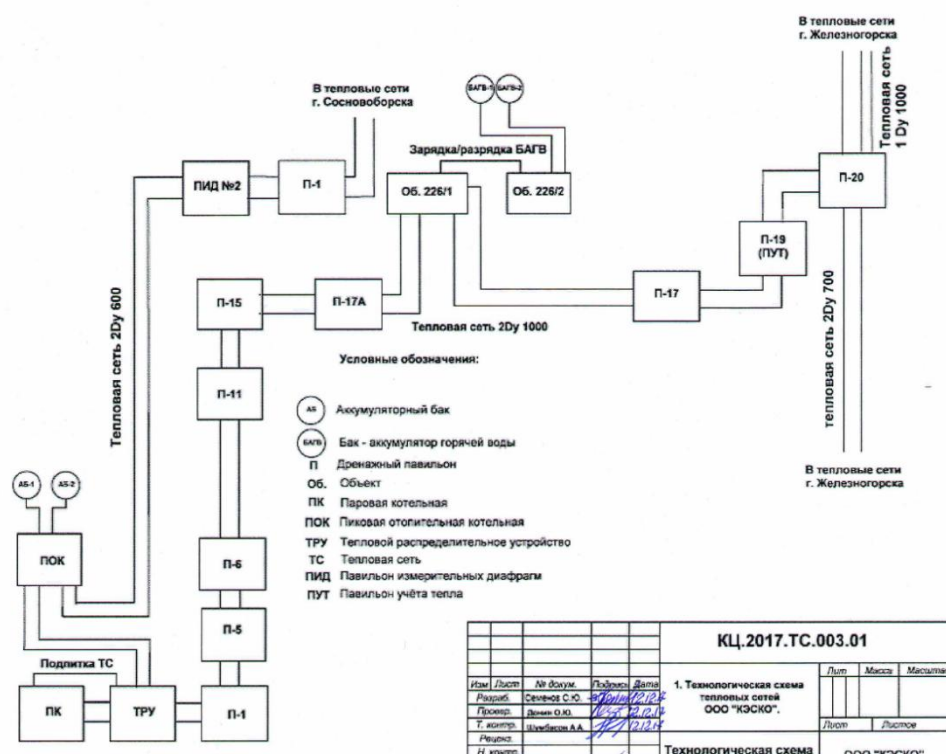 В тепловые сети
г. Железногорска
Тепловая сеть
1 Dy 1000
В тепловые сети
г. Сосновоборска
БАГВ-1
БАГВ-2
Зарядка/разрядка БАГВ
ПИД №2
П-1
Об. 226/1
Об. 226/2
П-20
П-19
(ПУТ)
П-15
П-17А
П-17
Тепловая сеть 2Dy 600
Тепловая сеть 2Dy 1000
тепловая сеть 2Dy 700
Условные обозначения:
П-11
АБ Аккумуляторный бак
БАГВ Бак - аккумулятор горячей воды
П Дренажный павильон
Об. Объект
ПК Паровая котельная
ПОК Пиковая отопительная котельная
ТРУ Тепловой распределительное устройство
ТС Тепловая сеть
ПИД Павильон измерительных диафрагм
ПУТ Павильон учёта тепла
В тепловые сети
г. Железногорска
АБ-1
АБ-2
ПОК
П-6
П-5
Подпитка ТС
ПК
ТРУ
П-1
КЦ.2017.ТС.003.01
Изм Лист № докум. Подпись Дата
Разраб. Семенов С.Ю.
Провер.
Т. контр.
Реценз.
Н. контр.
1. Технологическая схема
тепловых сетей
ООО "КЭСКО".
Лит Масса Масштаб
Лист Листов
Технологическая схема
ООО "КЭСКО"